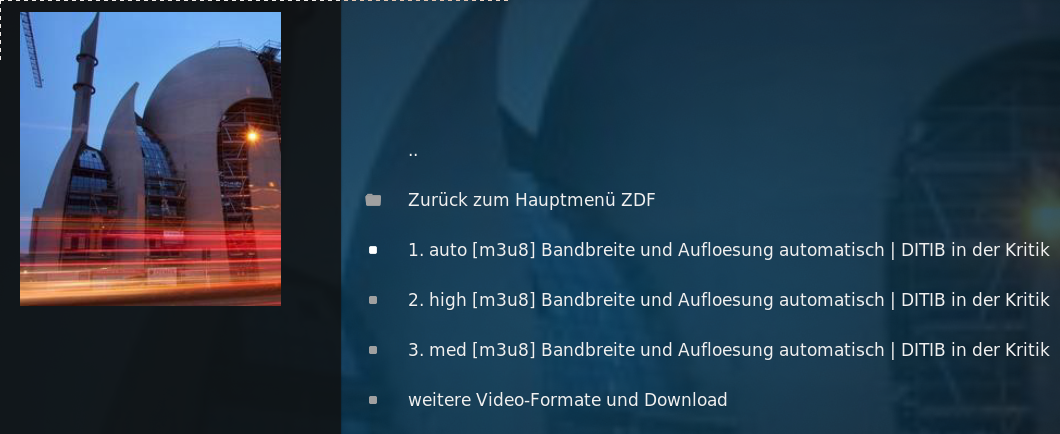 ..
Zurück zum Hauptmenü ZDF
1. auto [m3u8] Bandbreite und Aufloesung automatisch | DITIB in der Kritik
2. high [m3u8] Bandbreite und Aufloesung automatisch | DITIB in der Kritik
3. med [m3u8] Bandbreite und Aufloesung automatisch | DITIB in der Kritik
weitere Video-Formate und Download